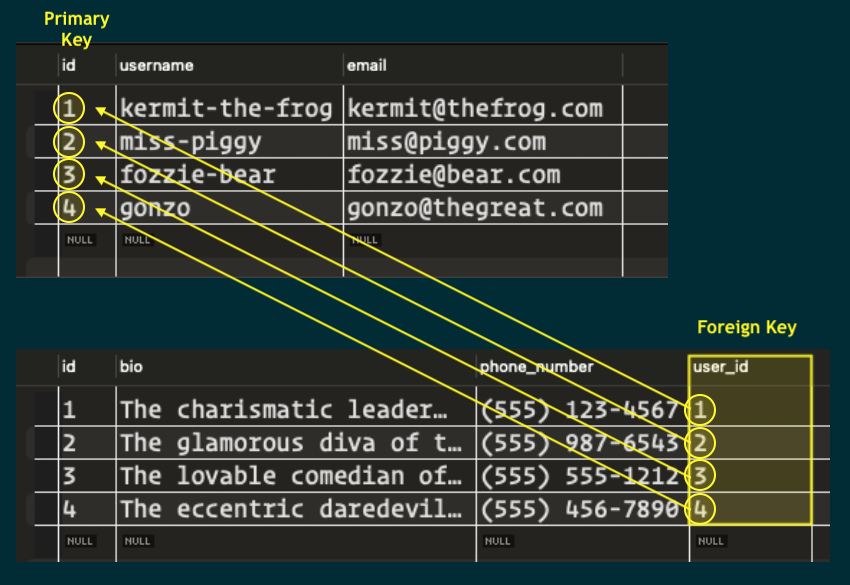 Primary
Key
id username email
1 kermit-the-frog kermit@thefrog.com
2 miss-piggy miss@piggy.com
3 fozzie-bear fozzie@bear.com
4 gonzo gonzo@thegreat.com
NULL NULL NULL
Foreign Key
id bio phone_number user_id
1 The charismatic leader… (555) 123-4567 1
2 The glamorous diva of t… (555) 987-6543 2
3 The lovable comedian of… (555) 555-1212 3
4 The eccentric daredevil… (555) 456-7890 4
NULL NULL NULL NULL